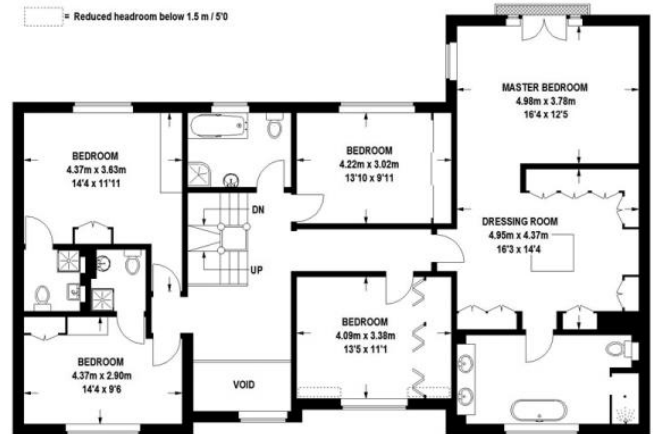 = Reduced headroom below 1.5 m / 5'0
MASTER BEDROOM
4.98m x 3.78m
16'4 x 12'5
BEDROOM
4.37m x 3.63m
14'4 x 11'11
BEDROOM
4.22m x 3.02m
13'10 x 9'11
DN
UP
DRESSING ROOM
4.95m x 4.37m
16'3 x 14'4
BEDROOM
4.09m x 3.38m
13'5 x 11'1
BEDROOM
4.37m x 2.90m
14'4 x 9'6
VOID